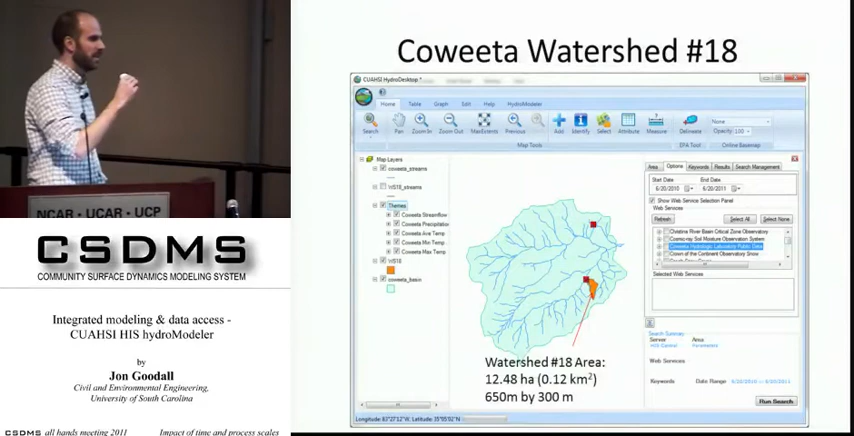 Coweeta Watershed #18
CUAHSI HydroDesktop
Home Table Graph Edit Help HydroModeler
Search Pan Zoom In Zoom Out MaxExtents Previous Add Identify Select Attribute Measure Delineate
None
Opacity: 100
Map Tools EPA Tool Online Basemap
Map Layers
coweeta_streams
WS18_streams
Themes
Coweeta Streamflow
Coweeta Precipitation
Coweeta Ave Temp
Coweeta Min Temp
Coweeta Max Temp
WS18
coweeta_basin
Area Options Keywords Results Search Management
Start Date End Date
6/20/2010 6/20/2011
Show Web Service Selection Panel
Web Services
Refresh Select All Select None
Christina River Basin Critical Zone Observatory
Cosmic-ray Soil Moisture Observation System
Coweeta Hydrologic Laboratory Public Data
Crown of the Continent Observatory Snow
Selected Web Services
Search Summary
Server Area
HIS Central
Web Services
Keywords Date Range
Run Search
Watershed #18 Area:
12.48 ha (0.12 km²)
650m by 300 m
NCAR · UCAR · UCP
CSDMS
COMMUNITY SURFACE DYNAMICS MODELING SYSTEM
Integrated modeling & data access -
CUAHSI HIS hydroModeler
by
Jon Goodall
Civil and Environmental Engineering,
University of South Carolina
CSDMS all hands meeting 2011 Impact of time and process scales